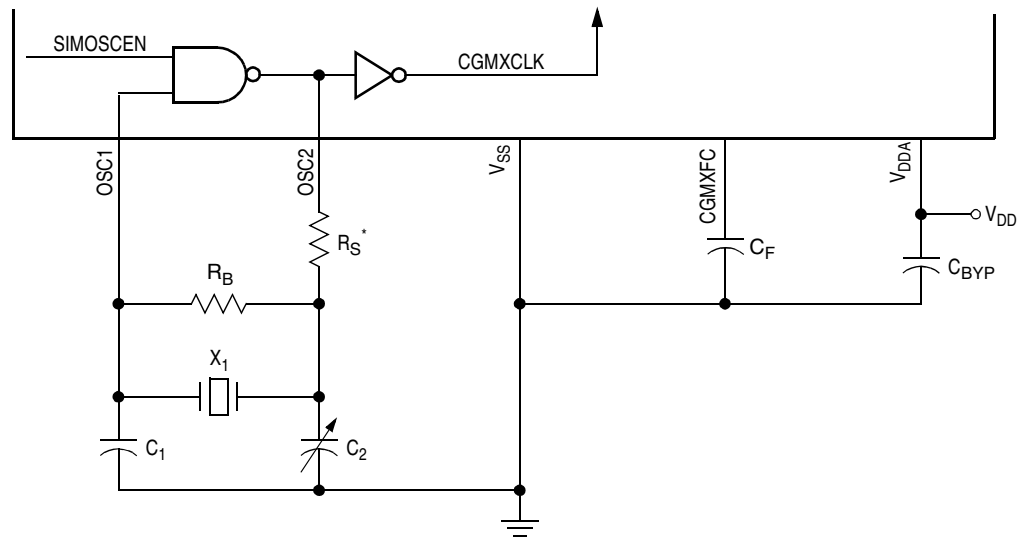 SIMOSCEN
CGMXCLK
OSC1
OSC2
VSS
CGMXFC
VDDA
VDD
RS*
CF
CBYP
RB
X1
C1
C2